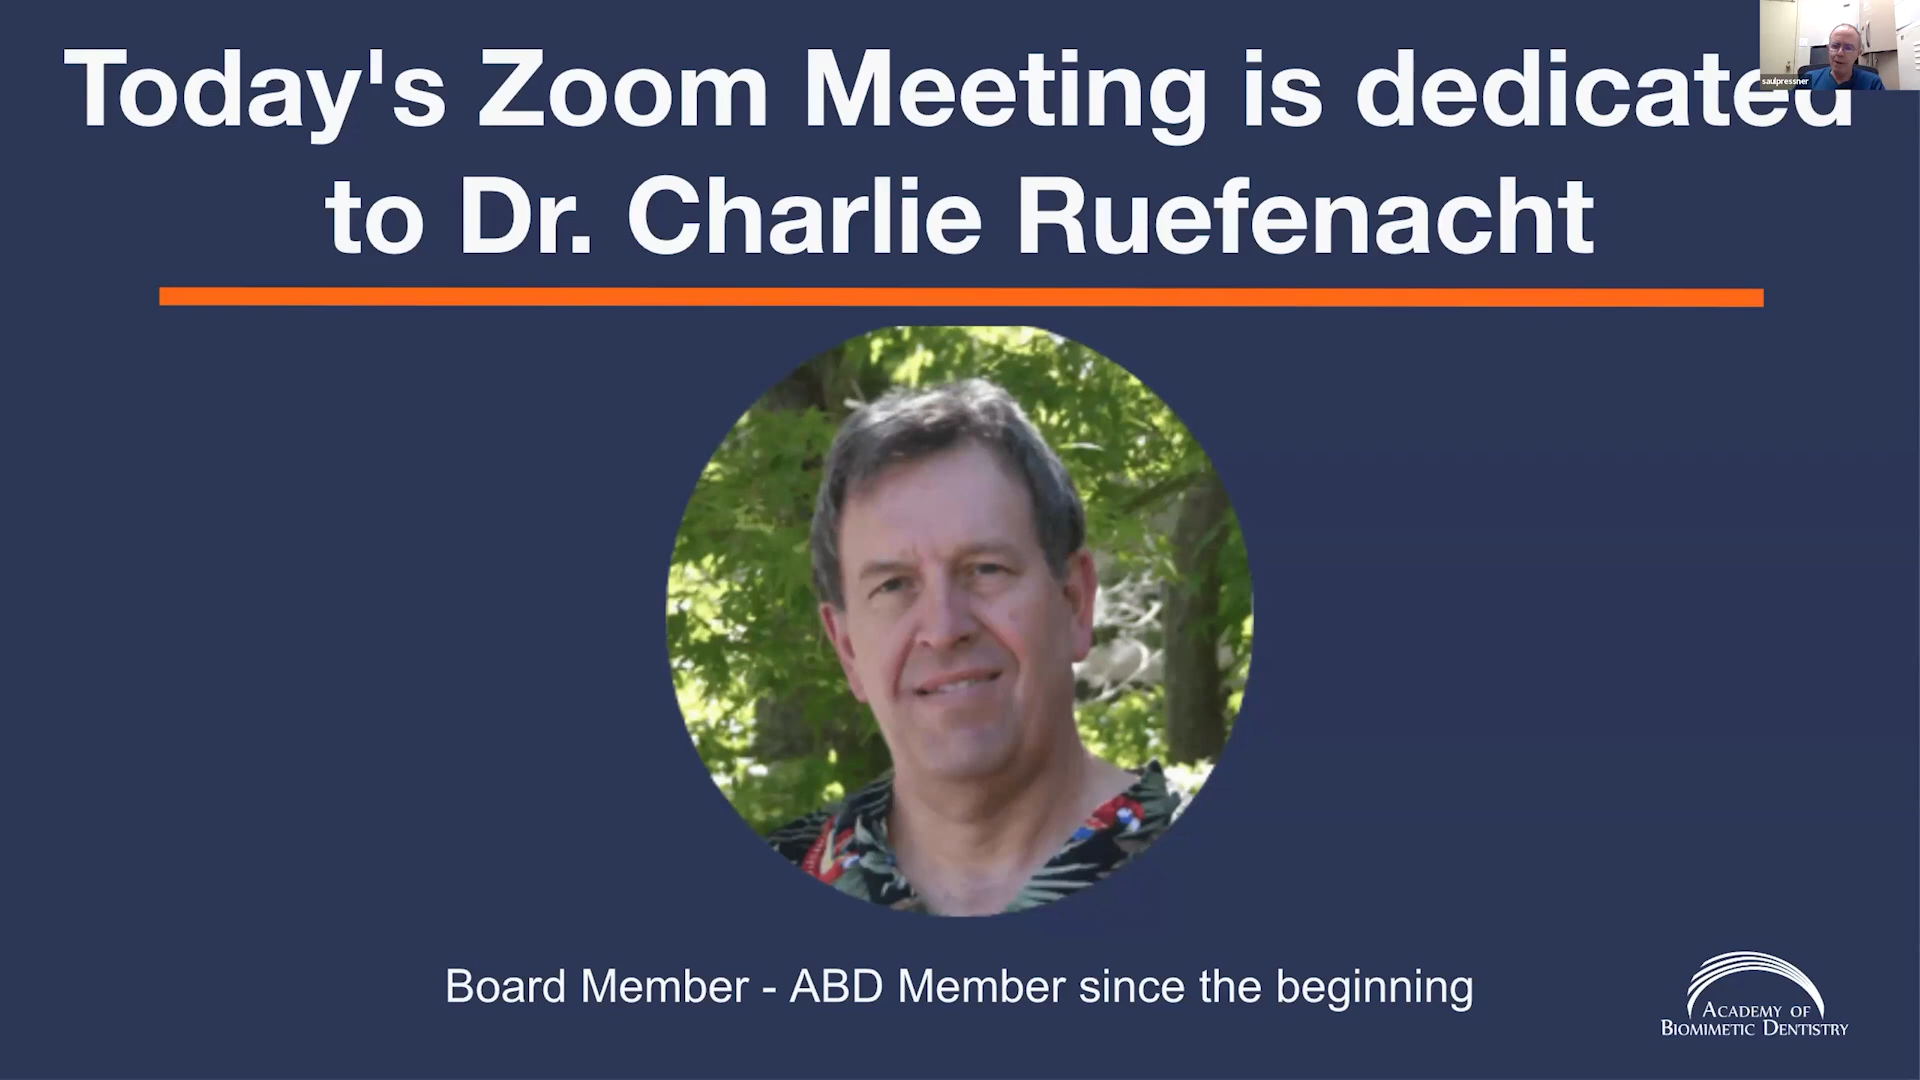 Today's Zoom Meeting is dedicated
to Dr. Charlie Ruefenacht
saulpressner
Board Member - ABD Member since the beginning
ACADEMY OF
BIOMIMETIC DENTISTRY